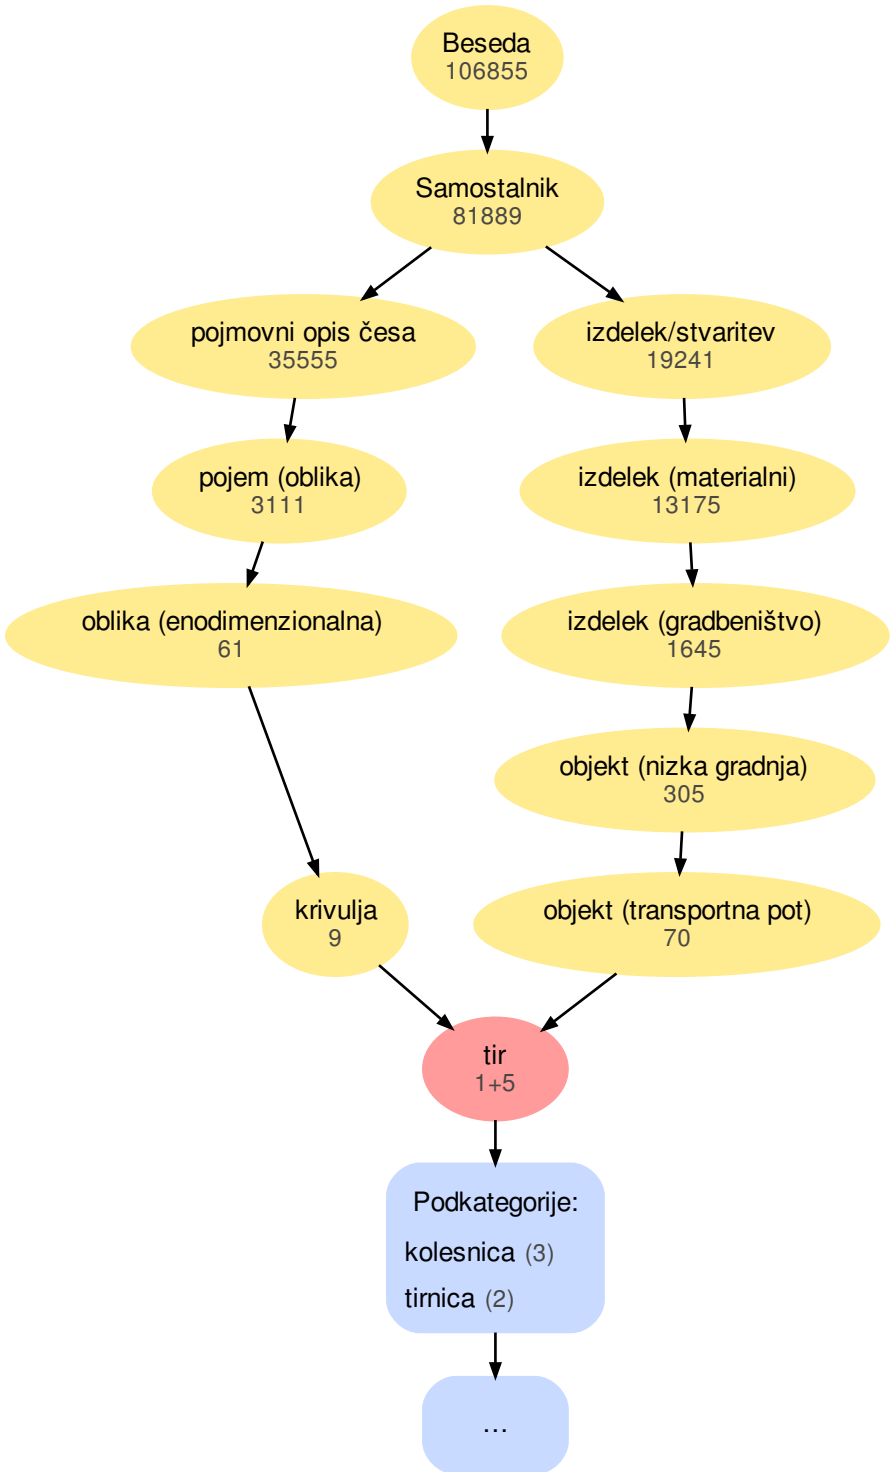 Beseda
106855
Samostalnik
81889
pojmovni opis česa
35555
izdelek/stvaritev
19241
pojem (oblika)
3111
izdelek (materialni)
13175
oblika (enodimenzionalna)
61
izdelek (gradbeništvo)
1645
objekt (nizka gradnja)
305
krivulja
9
objekt (transportna pot)
70
tir
1+5
Podkategorije:
kolesnica (3)
tirnica (2)
...